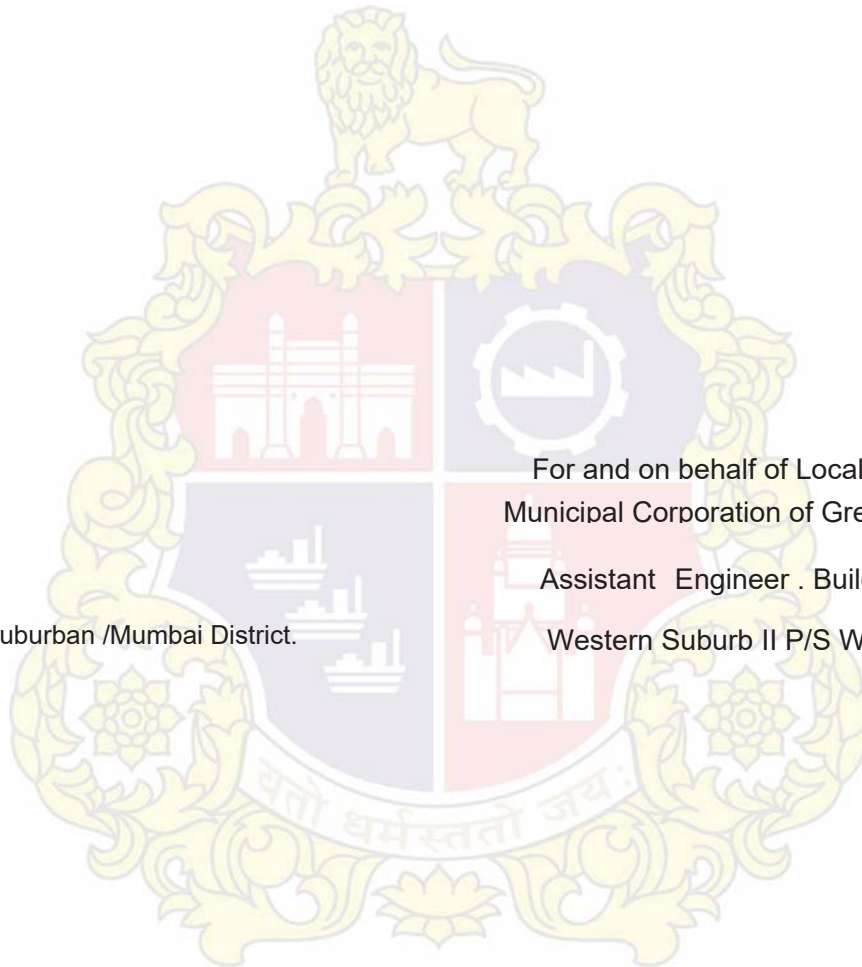 For and on behalf of Local
Municipal Corporation of Gre
Assistant Engineer . Buil
uburban /Mumbai District.
Western Suburb II P/S W
यतो धर्मस्ततो जय: